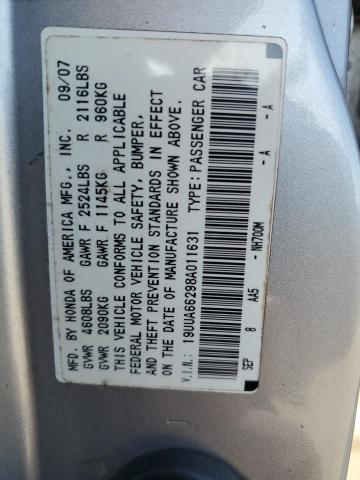 MFD. BY HONDA OF AMERICA MFG., INC. 09/07
GVWR 4608LBS GAWR F 2524LBS R 2116LBS
GVWR 2090KG GAWR F 1145KG R 960KG
THIS VEHICLE CONFORMS TO ALL APPLICABLE
FEDERAL MOTOR VEHICLE SAFETY, BUMPER,
AND THEFT PREVENTION STANDARDS IN EFFECT
ON THE DATE OF MANUFACTURE SHOWN ABOVE.
V.I.N.: 19UUA66298A011631 TYPE: PASSENGER CAR
SEP 8 AA5 - NH700M - A - A